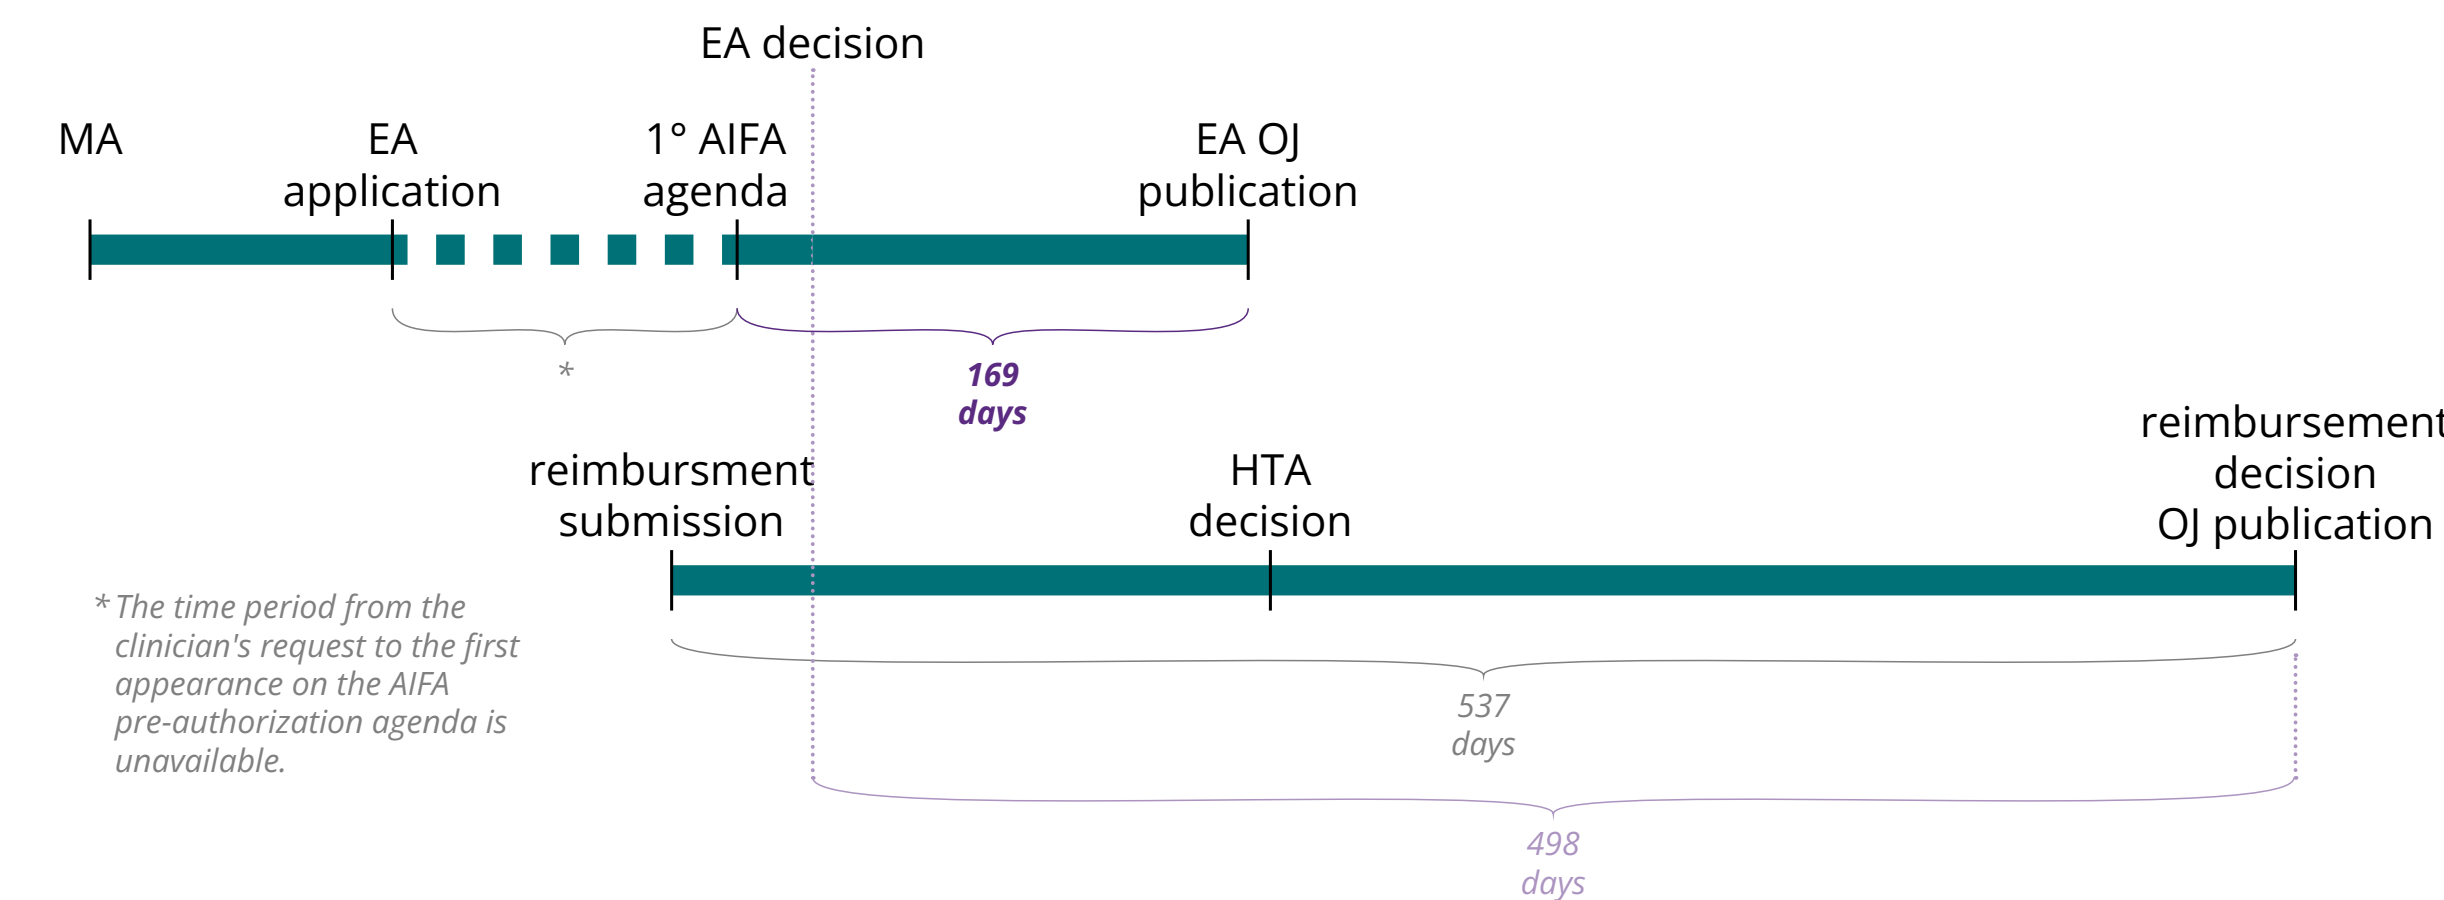 EA decision
MA
EA
application
1° AIFA
agenda
EA OJ
publication
*
169
days
reimbursment
submission
HTA
decision
reimbursement
decision
OJ publication
* The time period from the
clinician's request to the first
appearance on the AIFA
pre-authorization agenda is
unavailable.
537
days
498
days